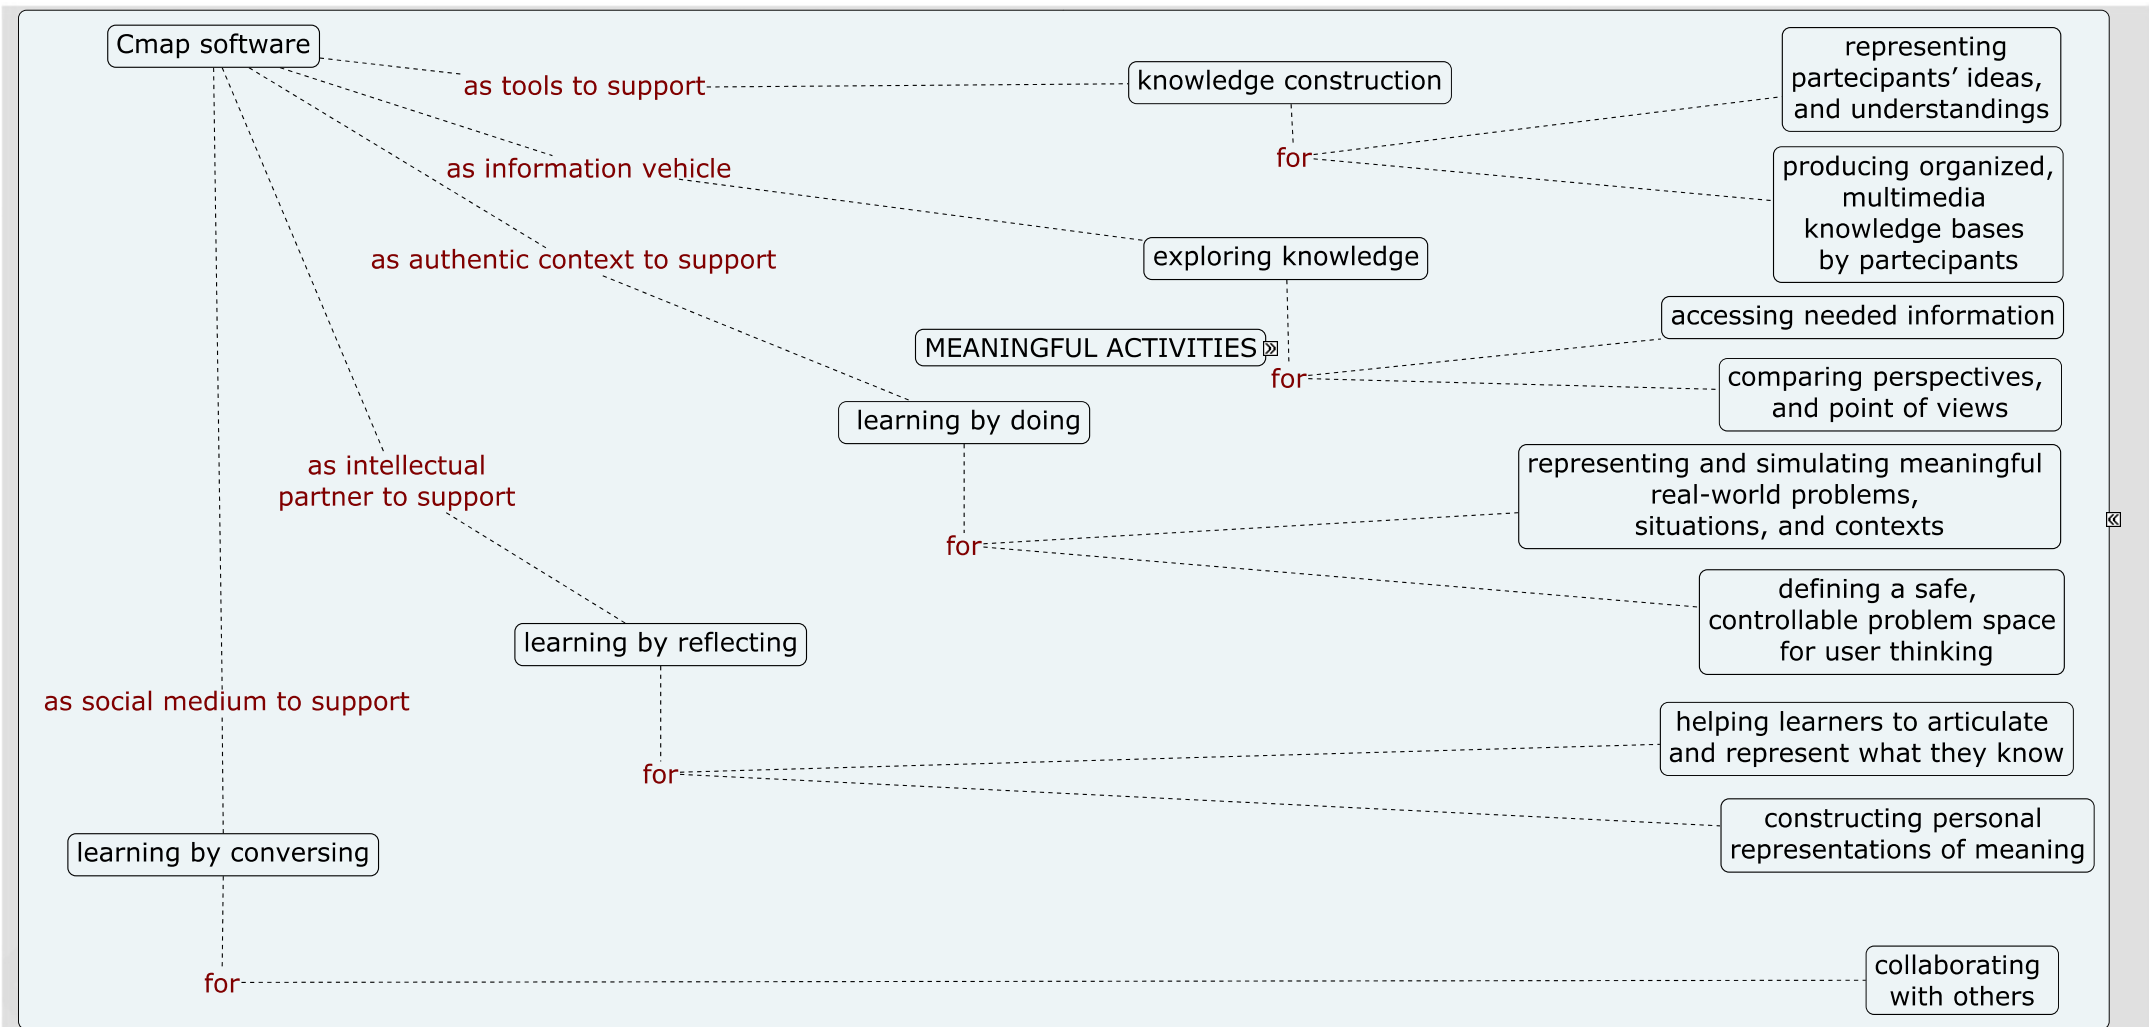 Cmap software
as tools to support
knowledge construction
for
representing
partecipants’ ideas,
and understandings
producing organized,
multimedia
knowledge bases
by partecipants
as information vehicle
exploring knowledge
for
accessing needed information
comparing perspectives,
and point of views
MEANINGFUL ACTIVITIES
as authentic context to support
learning by doing
for
representing and simulating meaningful
real-world problems,
situations, and contexts
defining a safe,
controllable problem space
for user thinking
as intellectual
partner to support
learning by reflecting
for
helping learners to articulate
and represent what they know
constructing personal
representations of meaning
as social medium to support
learning by conversing
for
collaborating
with others